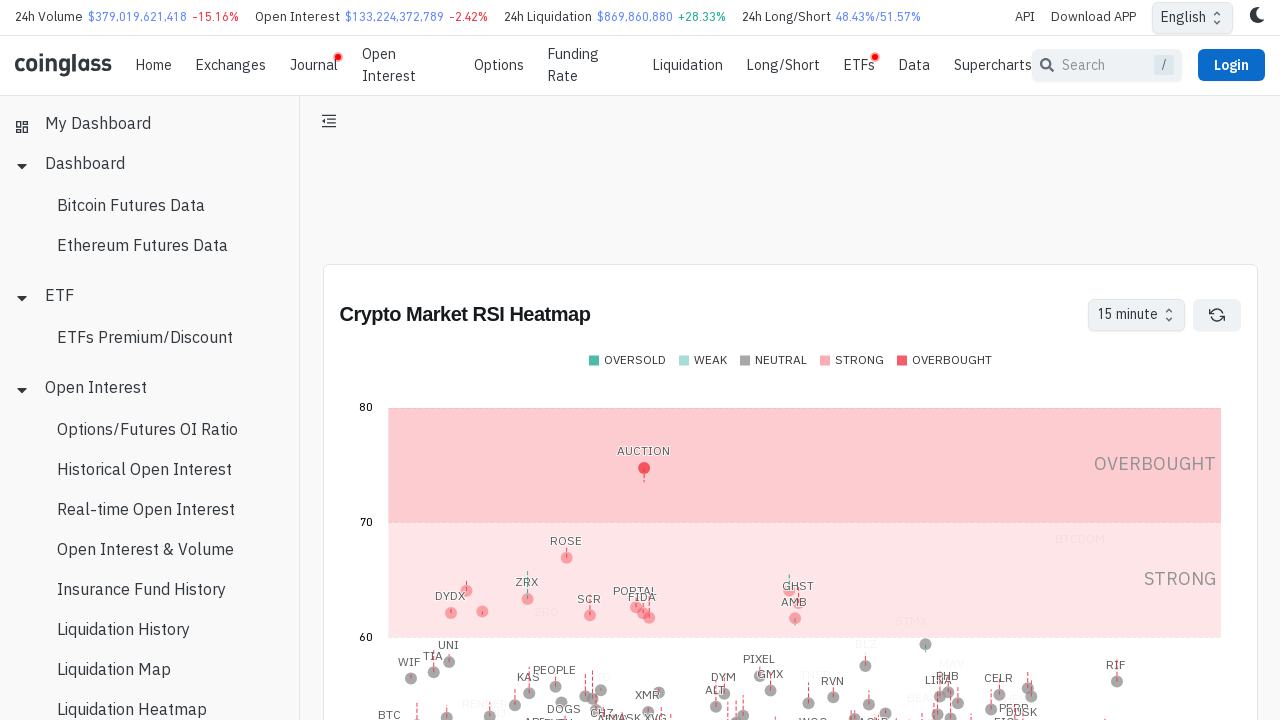 24h Volume $379,019,621,418 -15.16% Open Interest $133,224,372,789 -2.42% 24h Liquidation $869,860,880 +28.33% 24h Long/Short 48.43%/51.57% API Download APP English
coinglass Home Exchanges Journal Open Interest Options Funding Rate Liquidation Long/Short ETFs Data Supercharts Search / Login
My Dashboard
Dashboard
Bitcoin Futures Data
Ethereum Futures Data
ETF
ETFs Premium/Discount
Open Interest
Options/Futures OI Ratio
Historical Open Interest
Real-time Open Interest
Open Interest & Volume
Insurance Fund History
Liquidation History
Liquidation Map
Liquidation Heatmap
Crypto Market RSI Heatmap 15 minute
OVERSOLD WEAK NEUTRAL STRONG OVERBOUGHT
80
AUCTION
OVERBOUGHT
70
ROSE BTCDOM
ZRX GHST STRONG
DYDX SCR PORTAL FIDA AMB
60
UNI
WIF TIA PIXEL RIF
KAS PEOPLE DYM GMX RVN CELR
ALT XMR
BTC DOGS